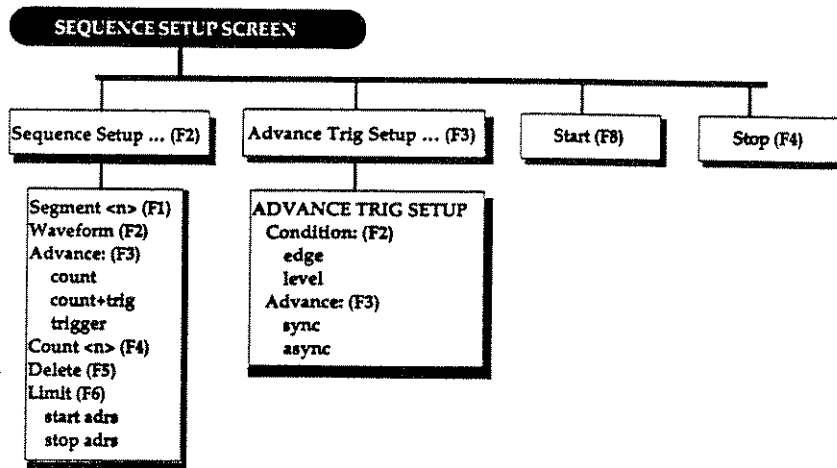 SEQUENCE SETUP SCREEN
Sequence Setup ... (F2)
Advance Trig Setup ... (F3)
Start (F8)
Stop (F4)
Segment <n> (F1)
Waveform (F2)
Advance: (F3)
count
count+trig
trigger
Count <n> (F4)
Delete (F5)
Limit (F6)
start adrs
stop adrs
ADVANCE TRIG SETUP
Condition: (F2)
edge
level
Advance: (F3)
sync
async